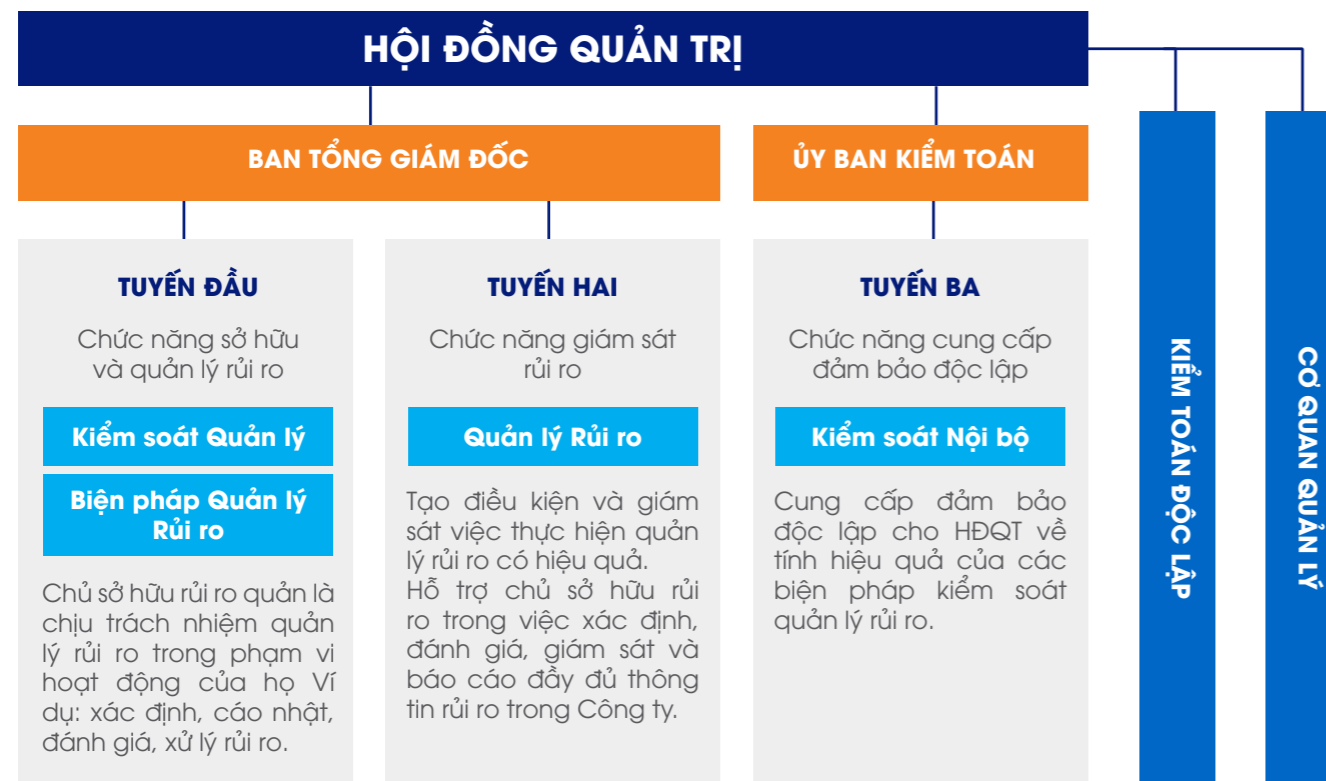 HỘI ĐỒNG QUẢN TRỊ
BAN TỔNG GIÁM ĐỐC
ỦY BAN KIỂM TOÁN
TUYẾN ĐẦU
Chức năng sở hữu
và quản lý rủi ro
Kiểm soát Quản lý
Biện pháp Quản lý
Rủi ro
Chủ sở hữu rủi ro quản là
chịu trách nhiệm quản
lý rủi ro trong phạm vi
hoạt động của họ Ví
dụ: xác định, cáo nhật,
đánh giá, xử lý rủi ro.
TUYẾN HAI
Chức năng giám sát
rủi ro
Quản lý Rủi ro
Tạo điều kiện và giám
sát việc thực hiện quản
lý rủi ro có hiệu quả.
Hỗ trợ chủ sở hữu rủi
ro trong việc xác định,
đánh giá, giám sát và
báo cáo đầy đủ thông
tin rủi ro trong Công ty.
TUYẾN BA
Chức năng cung cấp
đảm bảo độc lập
Kiểm soát Nội bộ
Cung cấp đảm bảo
độc lập cho HĐQT về
tính hiệu quả của các
biện pháp kiểm soát
quản lý rủi ro.
KIỂM TOÁN ĐỘC LẬP
CƠ QUAN QUẢN LÝ